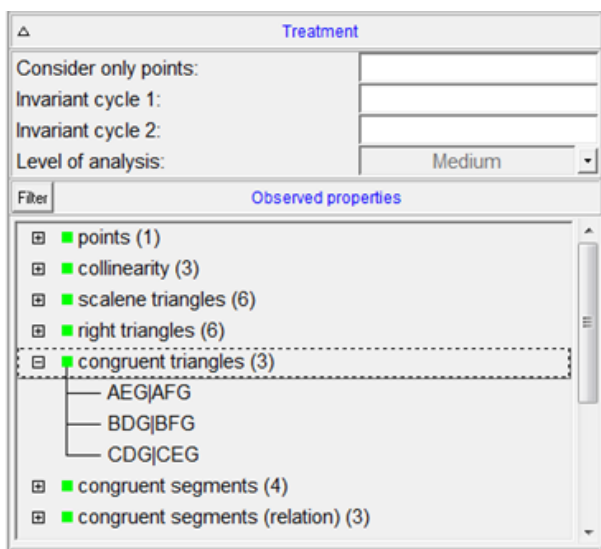 Treatment
Consider only points:
Invariant cycle 1:
Invariant cycle 2:
Level of analysis: Medium
Filter Observed properties
points (1)
collinearity (3)
scalene triangles (6)
right triangles (6)
congruent triangles (3)
AEG|AFG
BDG|BFG
CDG|CEG
congruent segments (4)
congruent segments (relation) (3)